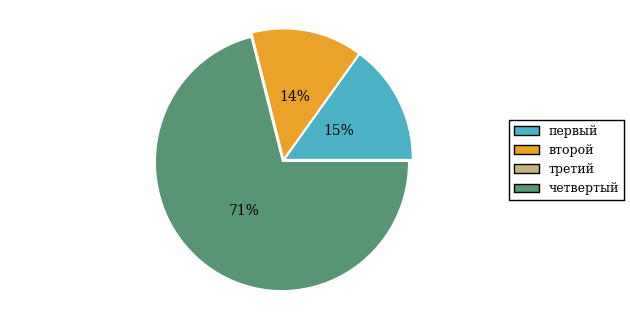 14%
15%
71%
первый
второй
третий
четвертый